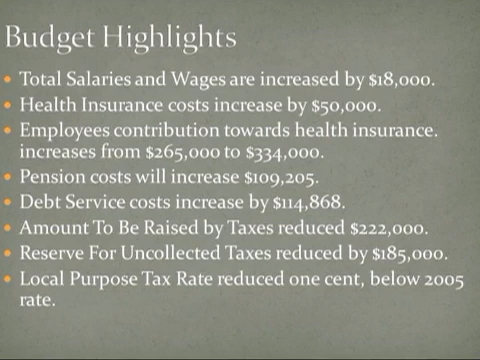 Budget Highlights
Total Salaries and Wages are increased by $18,000.
Health Insurance costs increase by $50,000.
Employees contribution towards health insurance.
increases from $265,000 to $334,000.
Pension costs will increase $109,205.
Debt Service costs increase by $114,868.
Amount To Be Raised by Taxes reduced $222,000.
Reserve For Uncollected Taxes reduced by $185,000.
Local Purpose Tax Rate reduced one cent, below 2005
rate.